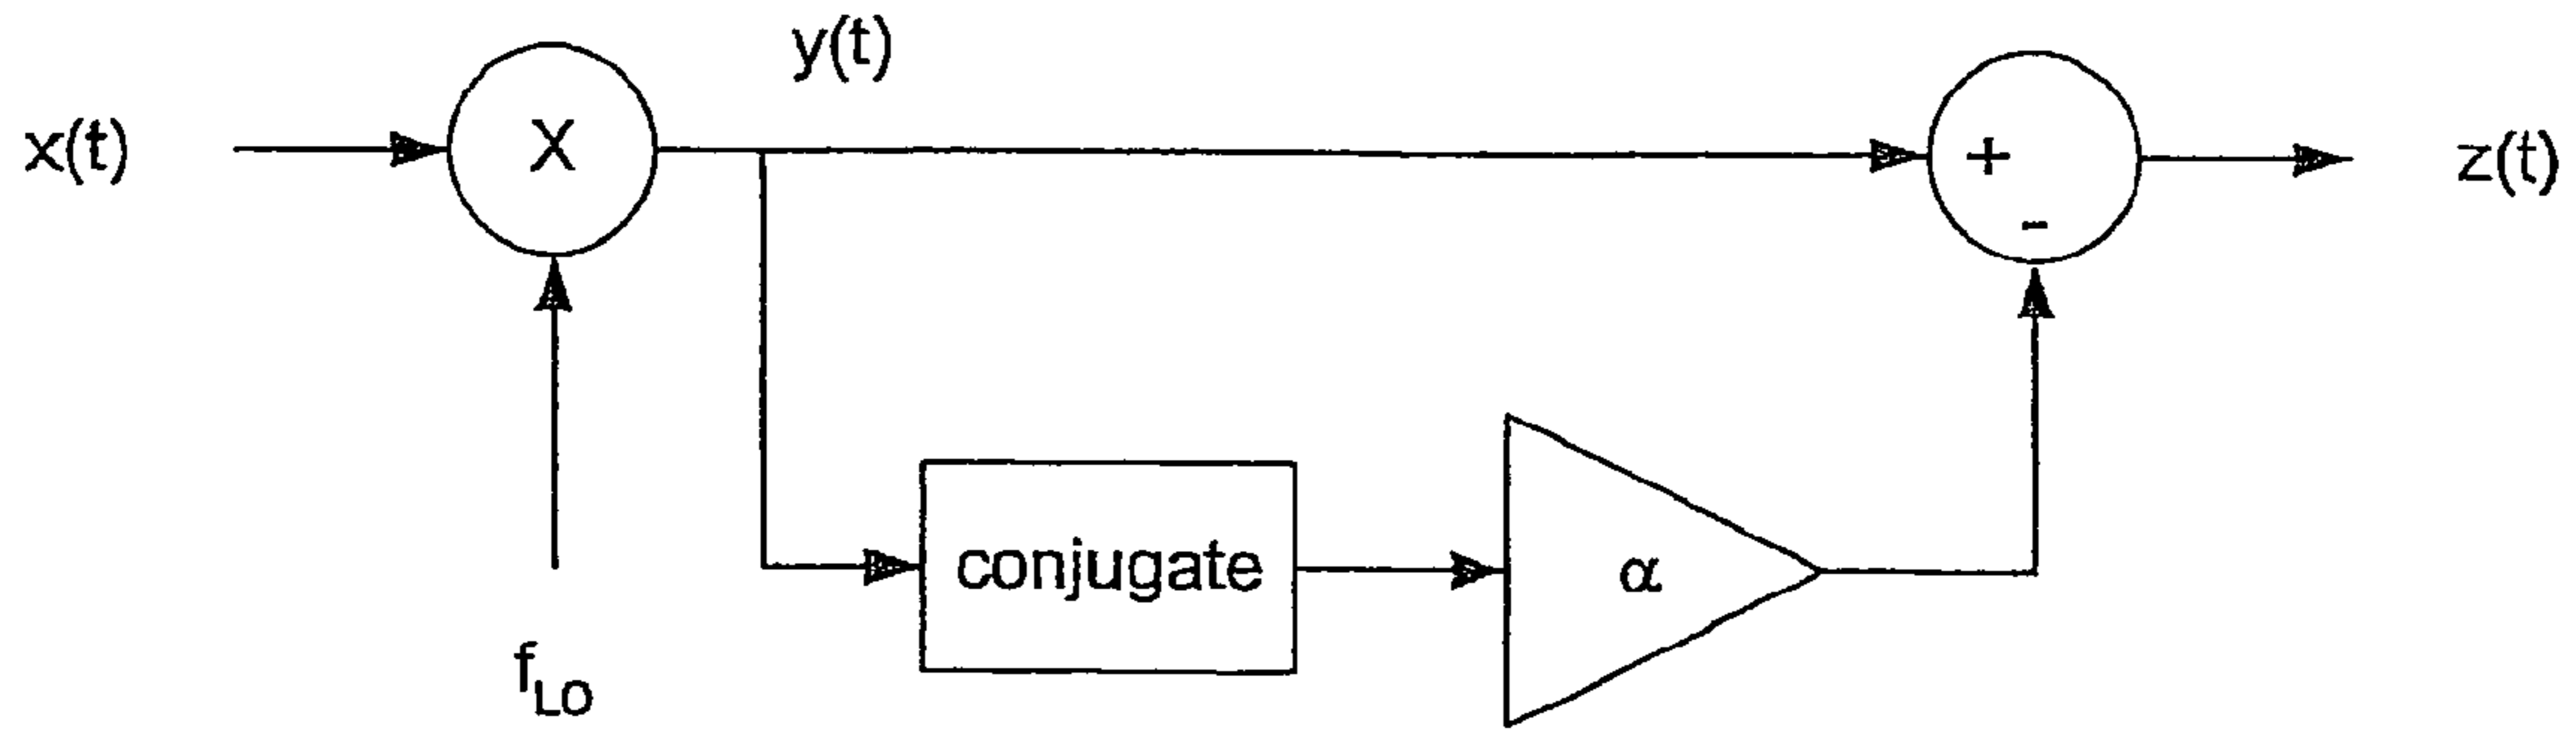 y(t)
x(t)
X
+
-
z(t)
conjugate
α
f_LO